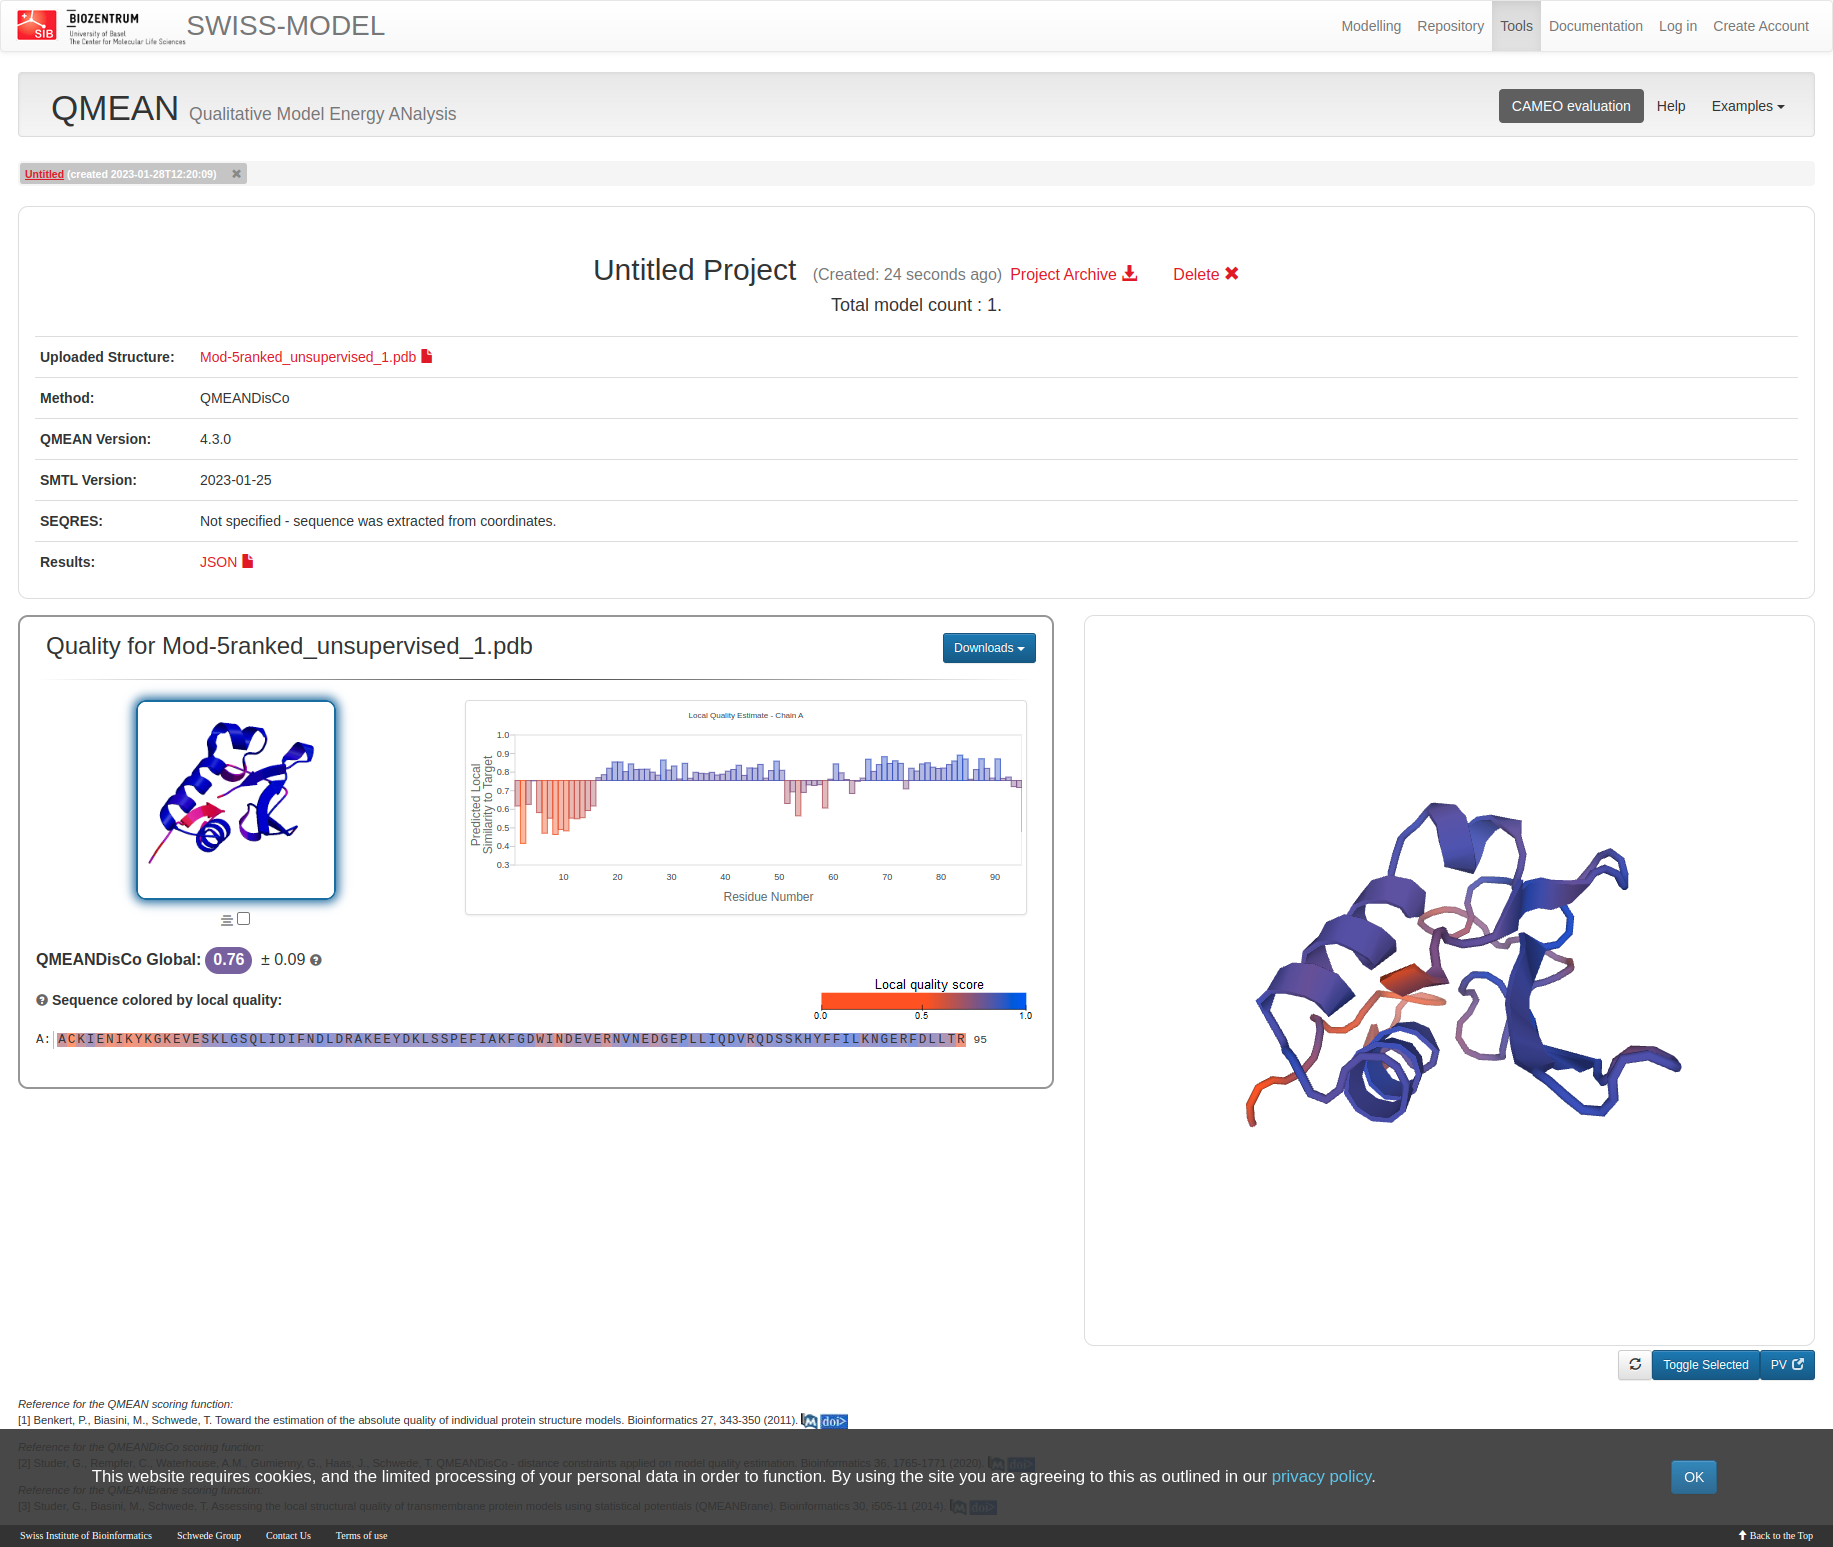 SIB
BIOZENTRUM
University of Basel
The Center for Molecular Life Sciences
SWISS-MODEL
Modelling Repository Tools Documentation Log in Create Account
QMEAN Qualitative Model Energy ANalysis
CAMEO evaluation Help Examples
Untitled (created 2023-01-28T12:20:09)
Untitled Project (Created: 24 seconds ago) Project Archive Delete
Total model count : 1.
Uploaded Structure: Mod-5ranked_unsupervised_1.pdb
Method: QMEANDisCo
QMEAN Version: 4.3.0
SMTL Version: 2023-01-25
SEQRES: Not specified - sequence was extracted from coordinates.
Results: JSON
Quality for Mod-5ranked_unsupervised_1.pdb
Downloads
Local Quality Estimate - Chain A
Predicted Local
Similarity to Target
1.0
0.9
0.8
0.7
0.6
0.5
0.4
0.3
10 20 30 40 50 60 70 80 90
Residue Number
QMEANDisCo Global: 0.76 ± 0.09
Sequence colored by local quality:
Local quality score
0.0 0.5 1.0
A: ACKIENIKYKGKEVESKLGSQLIDIFNDLDRAKEEYDKLSSPEFIAKFGDWINDEVERNVNEDGEPLLIQDVRQDSSKHYFFILKNGERFDLLTR 95
Toggle Selected PV
Reference for the QMEAN scoring function:
[1] Benkert, P., Biasini, M., Schwede, T. Toward the estimation of the absolute quality of individual protein structure models. Bioinformatics 27, 343-350 (2011). doi>
Reference for the QMEANDisCo scoring function:
[2] Studer, G., Rempfer, C., Waterhouse, A.M., Gumienny, G., Haas, J., Schwede, T. QMEANDisCo - distance constraints applied on model quality estimation. Bioinformatics 36, 1765-1771 (2020). doi>
This website requires cookies, and the limited processing of your personal data in order to function. By using the site you are agreeing to this as outlined in our privacy policy.
OK
Reference for the QMEANBrane scoring function:
[3] Studer, G., Biasini, M., Schwede, T. Assessing the local structural quality of transmembrane protein models using statistical potentials (QMEANBrane). Bioinformatics 30, i505-11 (2014). doi>
Swiss Institute of Bioinformatics Schwede Group Contact Us Terms of use
Back to the Top